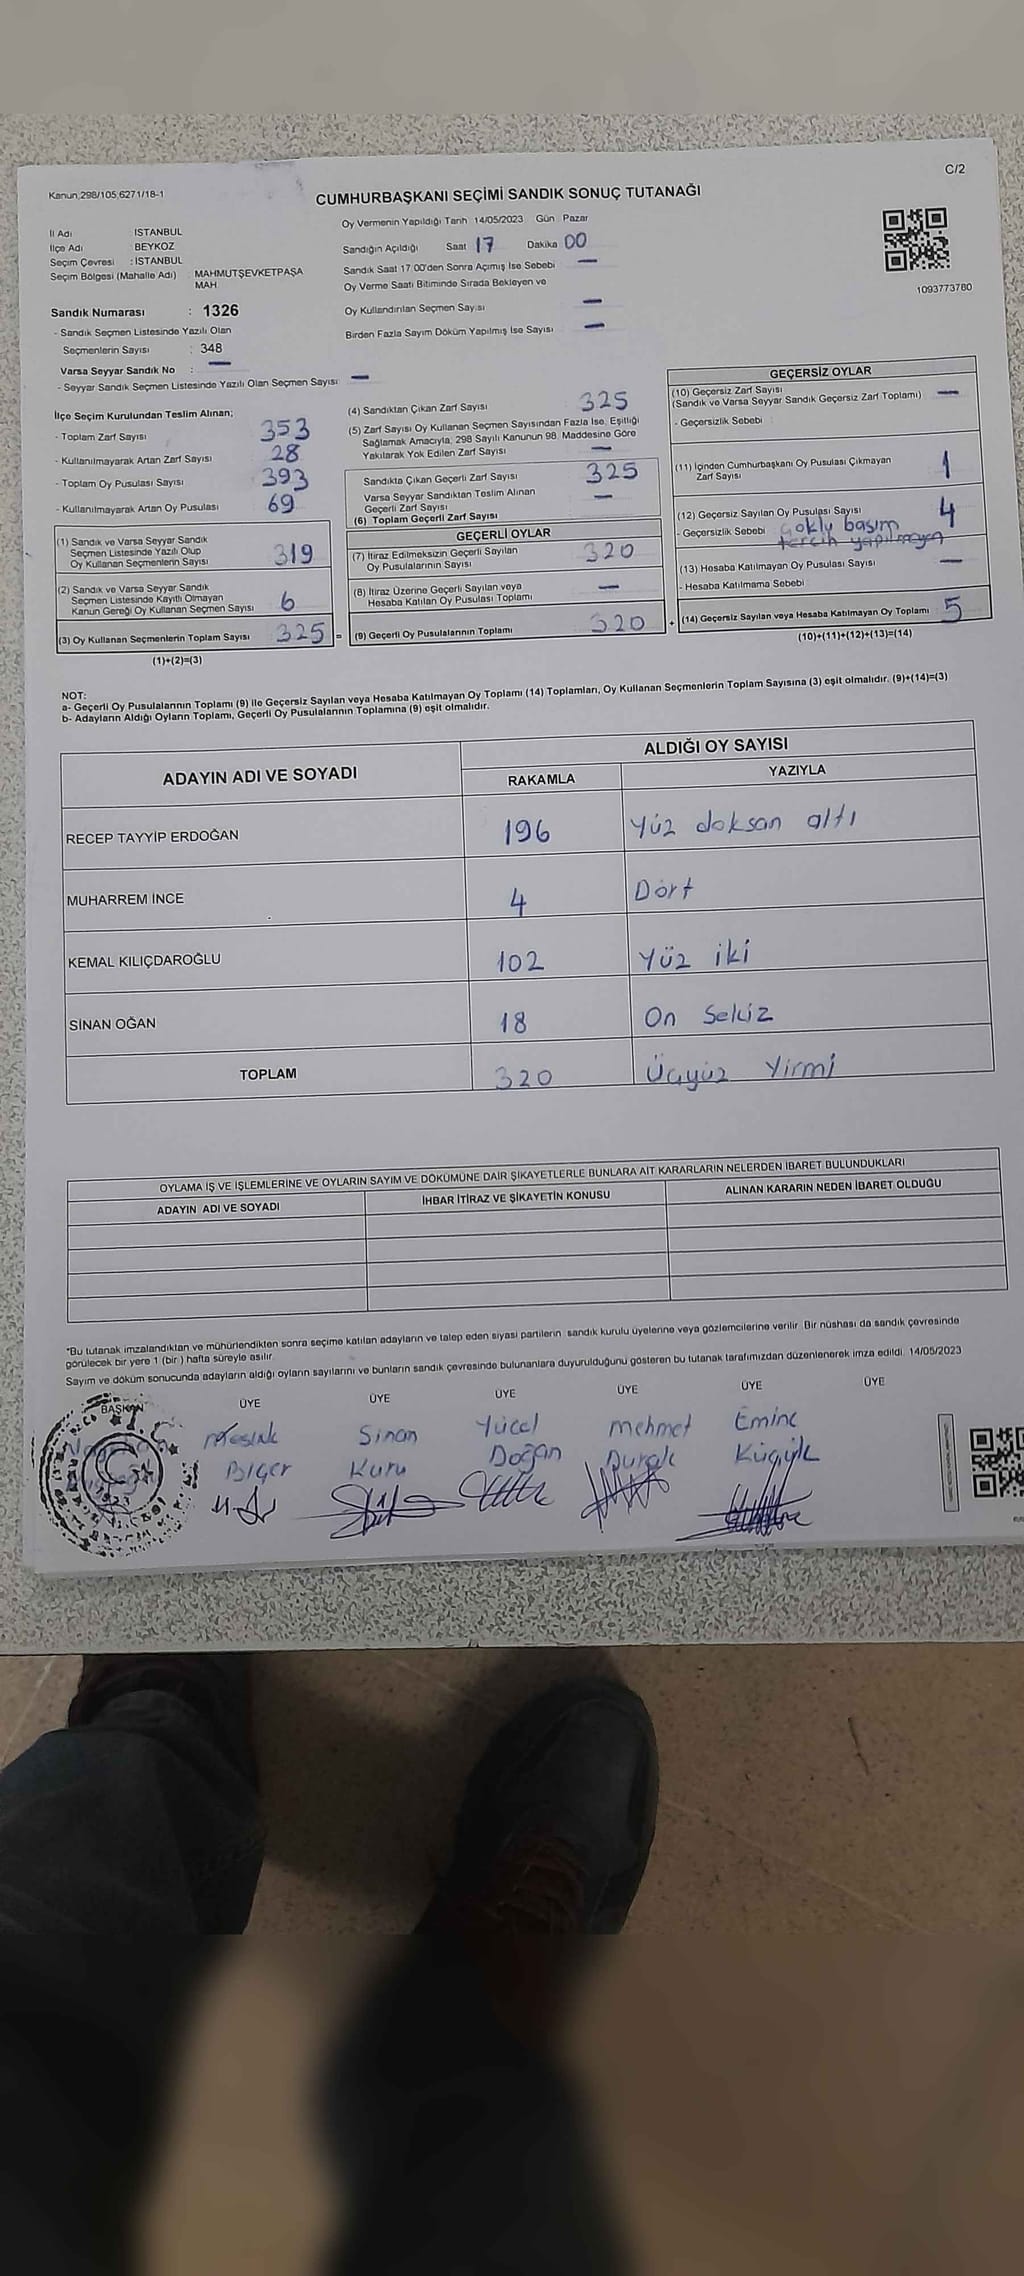 Kanun;298/105;6271/18-1
C/2
CUMHURBAŞKANI SEÇİMİ SANDIK SONUÇ TUTANAĞI
İl Adı : İSTANBUL
İlçe Adı : BEYKOZ
Seçim Çevresi : İSTANBUL
Seçim Bölgesi (Mahalle Adı) : MAHMUTŞEVKETPAŞA
MAH
Sandık Numarası : 1326
- Sandık Seçmen Listesinde Yazılı Olan
Seçmenlerin Sayısı : 348
Varsa Seyyar Sandık No : —
- Seyyar Sandık Seçmen Listesinde Yazılı Olan Seçmen Sayısı : —
Oy Vermenin Yapıldığı Tarih 14/05/2023 Gün Pazar
Sandığın Açıldığı Saat 17 Dakika 00
Sandık Saat 17:00'den Sonra Açımış İse Sebebi —
Oy Verme Saati Bitiminde Sırada Bekleyen ve
Oy Kullandırılan Seçmen Sayısı —
Birden Fazla Sayım Döküm Yapılmış İse Sayısı —
1093773780
İlçe Seçim Kurulundan Teslim Alınan;
- Toplam Zarf Sayısı 353
- Kullanılmayarak Artan Zarf Sayısı 28
- Toplam Oy Pusulası Sayısı 393
- Kullanılmayarak Artan Oy Pusulası 69
(1) Sandık ve Varsa Seyyar Sandık
Seçmen Listesinde Yazılı Olup
Oy Kullanan Seçmenlerin Sayısı 319
(2) Sandık ve Varsa Seyyar Sandık
Seçmen Listesinde Kayıtlı Olmayan
Kanun Gereği Oy Kullanan Seçmen Sayısı 6
(3) Oy Kullanan Seçmenlerin Toplam Sayısı 325 =
(1)+(2)=(3)
(4) Sandıktan Çıkan Zarf Sayısı 325
(5) Zarf Sayısı Oy Kullanan Seçmen Sayısından Fazla İse, Eşitliği
Sağlamak Amacıyla, 298 Sayılı Kanunun 98. Maddesine Göre
Yakılarak Yok Edilen Zarf Sayısı —
Sandıkta Çıkan Geçerli Zarf Sayısı 325
Varsa Seyyar Sandıktan Teslim Alınan
Geçerli Zarf Sayısı —
(6) Toplam Geçerli Zarf Sayısı
GEÇERLİ OYLAR
(7) İtiraz Edilmeksizin Geçerli Sayılan
Oy Pusulalarının Sayısı 320
(8) İtiraz Üzerine Geçerli Sayılan veya
Hesaba Katılan Oy Pusulası Toplamı —
(9) Geçerli Oy Pusulalarının Toplamı 320 +
GEÇERSİZ OYLAR
(10) Geçersiz Zarf Sayısı
(Sandık ve Varsa Seyyar Sandık Geçersiz Zarf Toplamı) —
- Geçersizlik Sebebi :
(11) İçinden Cumhurbaşkanı Oy Pusulası Çıkmayan
Zarf Sayısı 1
(12) Geçersiz Sayılan Oy Pusulası Sayısı 4
- Geçersizlik Sebebi Çoklu basım
tercih yapılmayan
(13) Hesaba Katılmayan Oy Pusulası Sayısı —
- Hesaba Katılmama Sebebi :
(14) Geçersiz Sayılan veya Hesaba Katılmayan Oy Toplamı 5
(10)+(11)+(12)+(13)=(14)
NOT:
a- Geçerli Oy Pusulalarının Toplamı (9) ile Geçersiz Sayılan veya Hesaba Katılmayan Oy Toplamı (14) Toplamları, Oy Kullanan Seçmenlerin Toplam Sayısına (3) eşit olmalıdır. (9)+(14)=(3)
b- Adayların Aldığı Oyların Toplamı, Geçerli Oy Pusulalarının Toplamına (9) eşit olmalıdır.
ADAYIN ADI VE SOYADI ALDIĞI OY SAYISI
RAKAMLA YAZIYLA
RECEP TAYYİP ERDOĞAN 196 Yüz doksan altı
MUHARREM İNCE 4 Dört
KEMAL KILIÇDAROĞLU 102 Yüz iki
SİNAN OĞAN 18 On Sekiz
TOPLAM 320 Üçyüz Yirmi
OYLAMA İŞ VE İŞLEMLERİNE VE OYLARIN SAYIM VE DÖKÜMÜNE DAİR ŞİKAYETLERLE BUNLARA AİT KARARLARIN NELERDEN İBARET BULUNDUKLARI
ADAYIN ADI VE SOYADI İHBAR İTİRAZ VE ŞİKAYETİN KONUSU ALINAN KARARIN NEDEN İBARET OLDUĞU
*Bu tutanak imzalandıktan ve mühürlendikten sonra seçime katılan adayların ve talep eden siyasi partilerin sandık kurulu üyelerine veya gözlemcilerine verilir. Bir nüshası da sandık çevresinde
görülecek bir yere 1 (bir ) hafta süreyle asılır.
Sayım ve döküm sonucunda adayların aldığı oyların sayılarını ve bunların sandık çevresinde bulunanlara duyurulduğunu gösteren bu tutanak tarafımızdan düzenlenerek imza edildi. 14/05/2023
BAŞKAN ÜYE ÜYE ÜYE ÜYE ÜYE ÜYE
Sinan Yücel Mehmet Emine
Biçer Kuru Doğan Durak Küçük